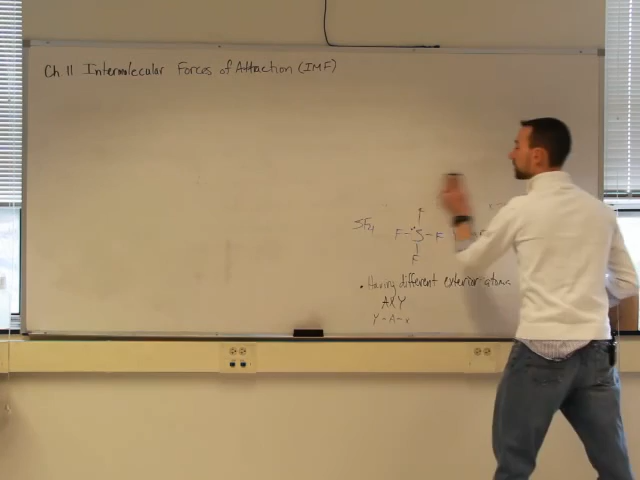 Ch 11 Intermolecular Forces of Attraction (IMF)
F
SF4 F-S-F
F
• Having different exterior atoms
AXY
Y-A-x